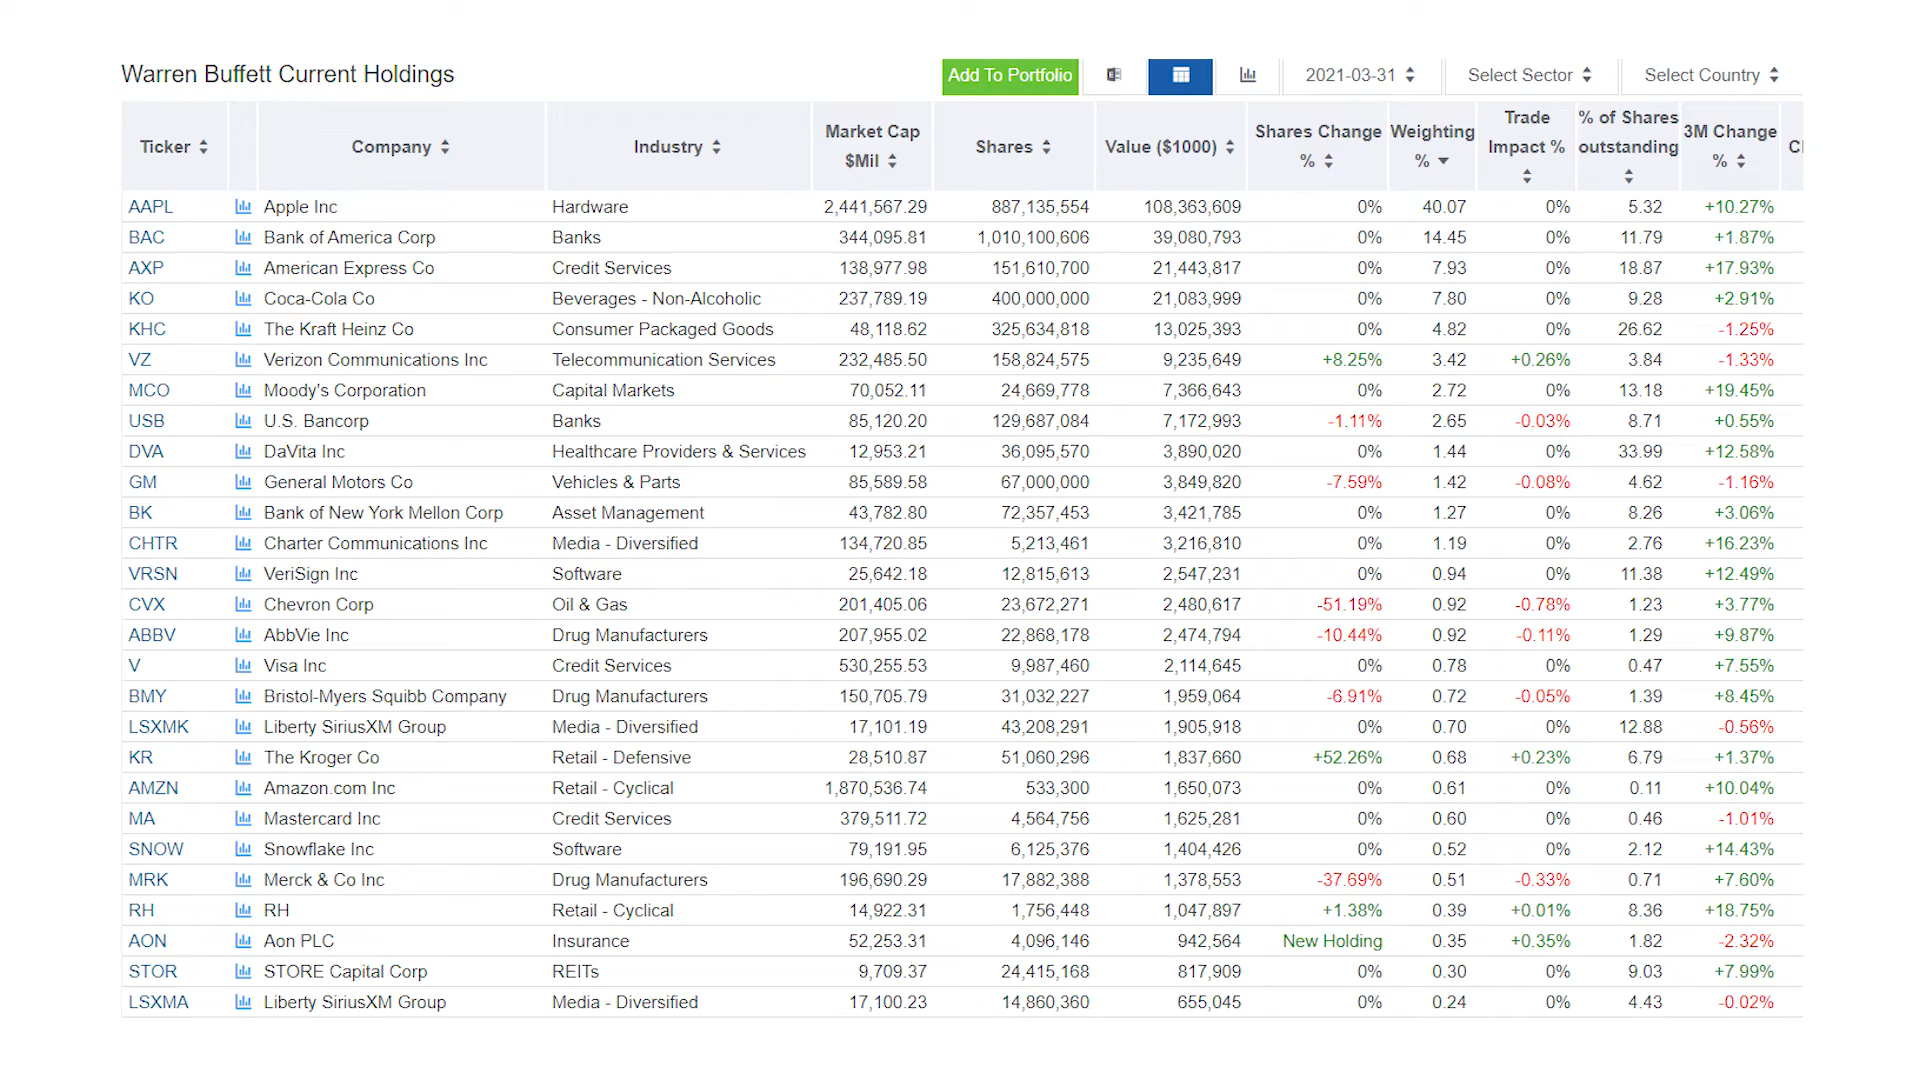 Warren Buffett Current Holdings Add To Portfolio 2021-03-31 Select Sector Select Country
Ticker Company Industry Market Cap $Mil Shares Value ($1000) Shares Change % Weighting % Trade Impact % % of Shares outstanding 3M Change %
AAPL Apple Inc Hardware 2,441,567.29 887,135,554 108,363,609 0% 40.07 0% 5.32 +10.27%
BAC Bank of America Corp Banks 344,095.81 1,010,100,606 39,080,793 0% 14.45 0% 11.79 +1.87%
AXP American Express Co Credit Services 138,977.98 151,610,700 21,443,817 0% 7.93 0% 18.87 +17.93%
KO Coca-Cola Co Beverages - Non-Alcoholic 237,789.19 400,000,000 21,083,999 0% 7.80 0% 9.28 +2.91%
KHC The Kraft Heinz Co Consumer Packaged Goods 48,118.62 325,634,818 13,025,393 0% 4.82 0% 26.62 -1.25%
VZ Verizon Communications Inc Telecommunication Services 232,485.50 158,824,575 9,235,649 +8.25% 3.42 +0.26% 3.84 -1.33%
MCO Moody's Corporation Capital Markets 70,052.11 24,669,778 7,366,643 0% 2.72 0% 13.18 +19.45%
USB U.S. Bancorp Banks 85,120.20 129,687,084 7,172,993 -1.11% 2.65 -0.03% 8.71 +0.55%
DVA DaVita Inc Healthcare Providers & Services 12,953.21 36,095,570 3,890,020 0% 1.44 0% 33.99 +12.58%
GM General Motors Co Vehicles & Parts 85,589.58 67,000,000 3,849,820 -7.59% 1.42 -0.08% 4.62 -1.16%
BK Bank of New York Mellon Corp Asset Management 43,782.80 72,357,453 3,421,785 0% 1.27 0% 8.26 +3.06%
CHTR Charter Communications Inc Media - Diversified 134,720.85 5,213,461 3,216,810 0% 1.19 0% 2.76 +16.23%
VRSN VeriSign Inc Software 25,642.18 12,815,613 2,547,231 0% 0.94 0% 11.38 +12.49%
CVX Chevron Corp Oil & Gas 201,405.06 23,672,271 2,480,617 -51.19% 0.92 -0.78% 1.23 +3.77%
ABBV AbbVie Inc Drug Manufacturers 207,955.02 22,868,178 2,474,794 -10.44% 0.92 -0.11% 1.29 +9.87%
V Visa Inc Credit Services 530,255.53 9,987,460 2,114,645 0% 0.78 0% 0.47 +7.55%
BMY Bristol-Myers Squibb Company Drug Manufacturers 150,705.79 31,032,227 1,959,064 -6.91% 0.72 -0.05% 1.39 +8.45%
LSXMK Liberty SiriusXM Group Media - Diversified 17,101.19 43,208,291 1,905,918 0% 0.70 0% 12.88 -0.56%
KR The Kroger Co Retail - Defensive 28,510.87 51,060,296 1,837,660 +52.26% 0.68 +0.23% 6.79 +1.37%
AMZN Amazon.com Inc Retail - Cyclical 1,870,536.74 533,300 1,650,073 0% 0.61 0% 0.11 +10.04%
MA Mastercard Inc Credit Services 379,511.72 4,564,756 1,625,281 0% 0.60 0% 0.46 -1.01%
SNOW Snowflake Inc Software 79,191.95 6,125,376 1,404,426 0% 0.52 0% 2.12 +14.43%
MRK Merck & Co Inc Drug Manufacturers 196,690.29 17,882,388 1,378,553 -37.69% 0.51 -0.33% 0.71 +7.60%
RH RH Retail - Cyclical 14,922.31 1,756,448 1,047,897 +1.38% 0.39 +0.01% 8.36 +18.75%
AON Aon PLC Insurance 52,253.31 4,096,146 942,564 New Holding 0.35 +0.35% 1.82 -2.32%
STOR STORE Capital Corp REITs 9,709.37 24,415,168 817,909 0% 0.30 0% 9.03 +7.99%
LSXMA Liberty SiriusXM Group Media - Diversified 17,100.23 14,860,360 655,045 0% 0.24 0% 4.43 -0.02%